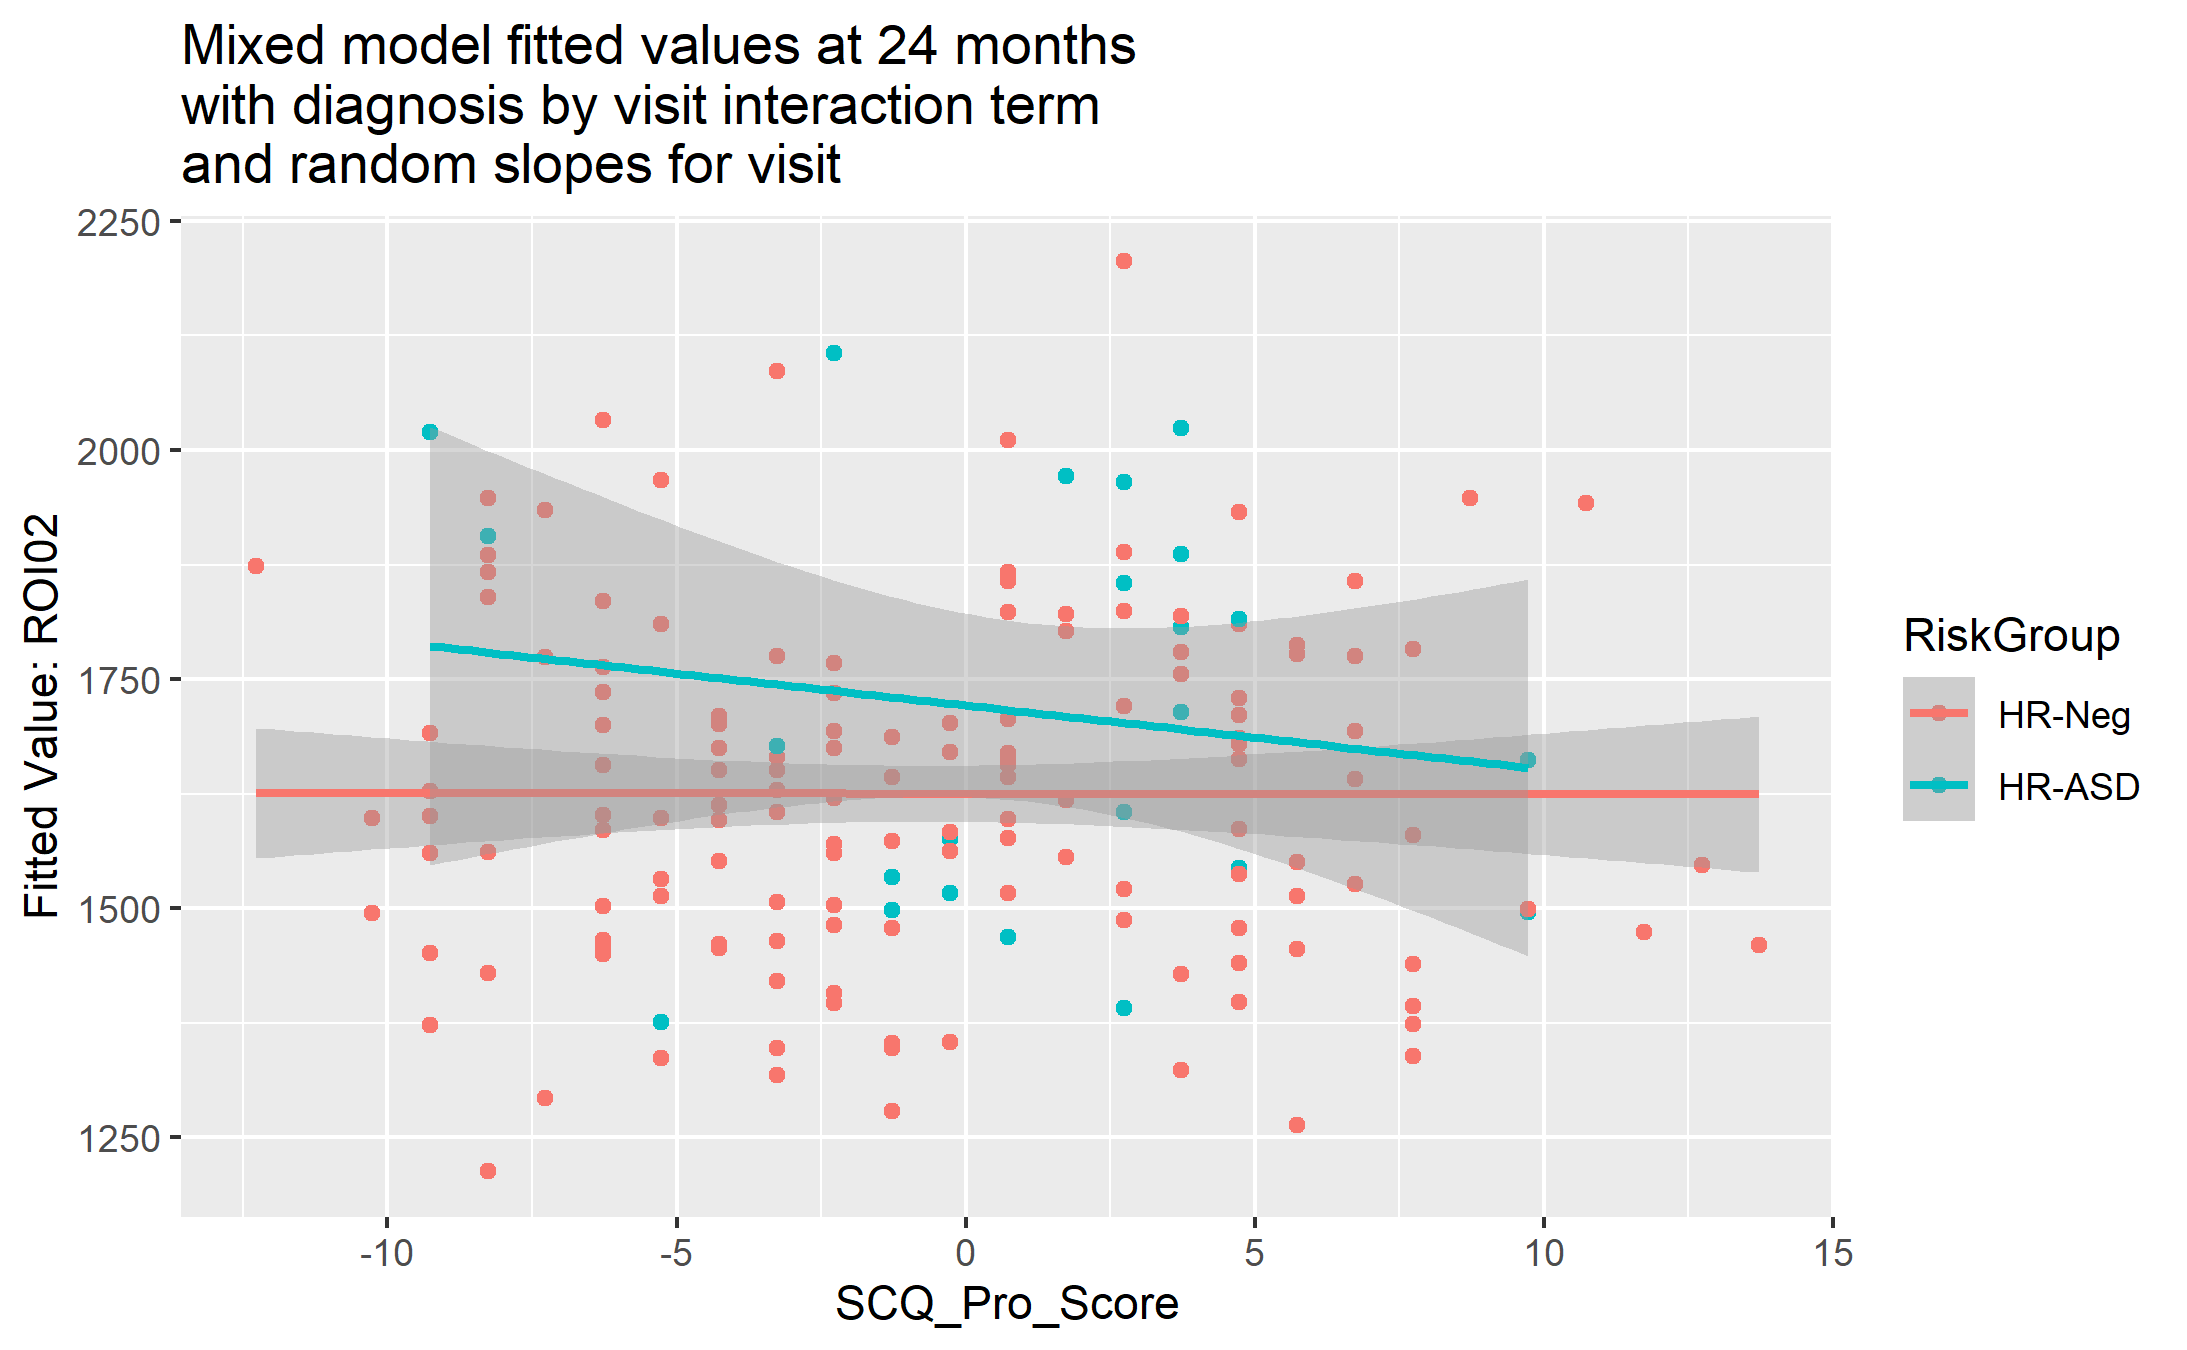 Mixed model fitted values at 24 months
with diagnosis by visit interaction term
and random slopes for visit
Fitted Value: ROI02
2250
2000
1750
1500
1250
-10
-5
0
5
10
15
SCQ_Pro_Score
RiskGroup
HR-Neg
HR-ASD